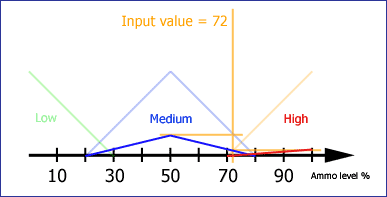 Input value = 72
Low
Medium
High
10 30 50 70 90 Ammo level %